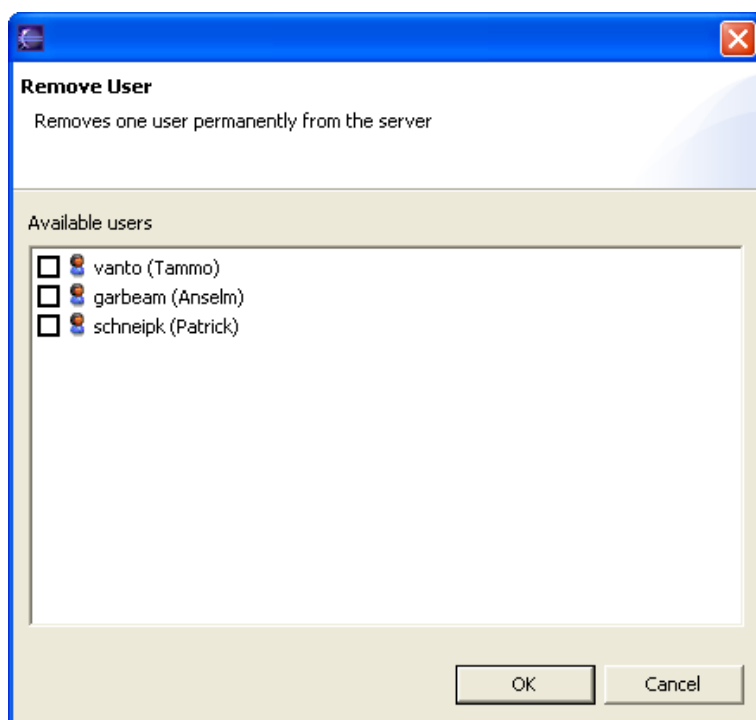 Remove User
Removes one user permanently from the server
Available users
vanto (Tammo)
garbeam (Anselm)
schneipk (Patrick)
OK
Cancel